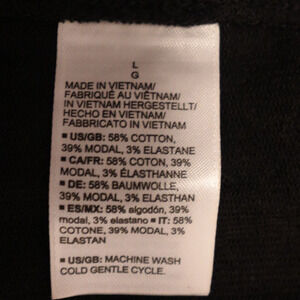 L
G
MADE IN VIETNAM/
FABRIQUÉ AU VIÊTNAM/
IN VIETNAM HERGESTELLT/
HECHO EN VIETNAM/
FABBRICATO IN VIETNAM
▪ US/GB: 58% COTTON,
39% MODAL, 3% ELASTANE
▪ CA/FR: 58% COTON, 39%
MODAL, 3% ÉLASTHANNE
▪ DE: 58% BAUMWOLLE,
39% MODAL, 3% ELASTHAN
▪ ES/MX: 58% algodón, 39%
modal, 3% elastano ▪ IT: 58%
COTONE, 39% MODAL, 3%
ELASTAN
▪ US/GB: MACHINE WASH
COLD GENTLE CYCLE.